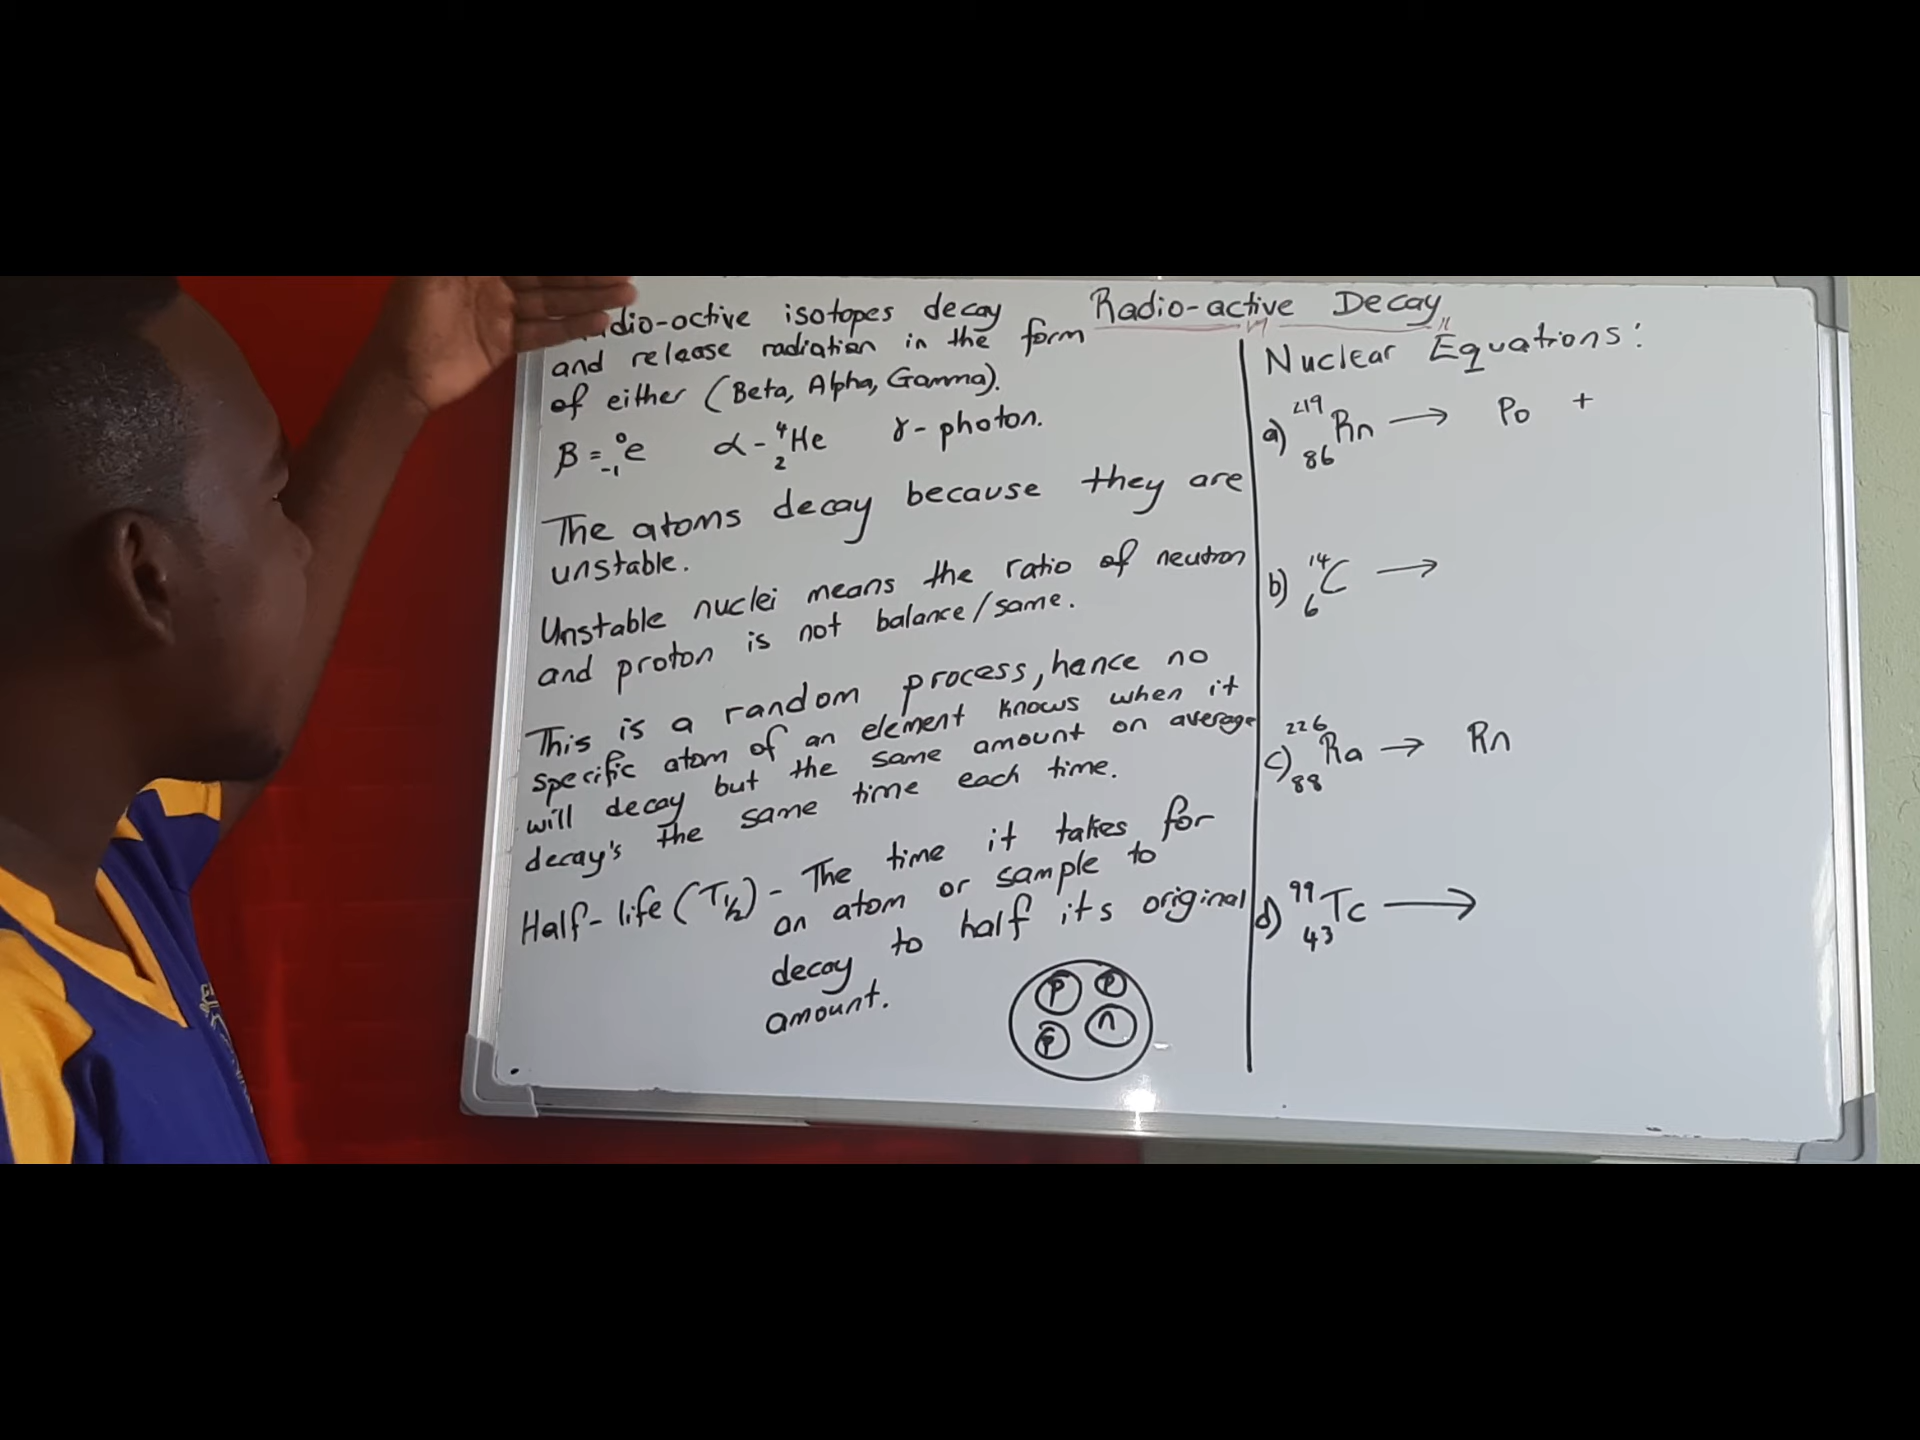 Radio-active Decay
dio-active isotopes decay
and release radiation in the form
of either (Beta, Alpha, Gamma).
β = ⁰₋₁e α - ⁴₂He γ - photon.
The atoms decay because they are
unstable.
Unstable nuclei means the ratio of neutron
and proton is not balance/same.
This is a random process, hence no
specific atom of an element knows when it
will decay but the same amount on average
decay's the same time each time.
Half-life (T½) - The time it takes for
an atom or sample to
decay to half its original
amount.
P P
P n
Nuclear Equations:
a) ²¹⁹₈₆Rn → Po +
b) ¹⁴₆C →
c) ²²⁶₈₈Ra → Rn
d) ⁹⁹₄₃Tc →